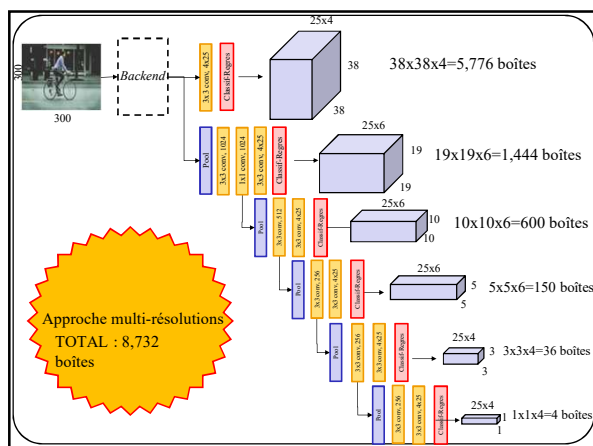 300
300
Backend
3x3 conv, 4x25
Classif-Regres
25x4
38
38
38x38x4=5,776 boîtes
Pool
3x3 conv, 1024
1x1 conv, 1024
3x3 conv, 4x25
Classif-Regres
25x6
19
19
19x19x6=1,444 boîtes
Pool
3x3 conv, 512
3x3 conv, 4x25
Classif-Regres
25x6
10
10
10x10x6=600 boîtes
Pool
3x3 conv, 256
3x3 conv, 4x25
Classif-Regres
25x6
5
5
5x5x6=150 boîtes
Pool
3x3 conv, 256
3x3 conv, 4x25
Classif-Regres
25x4
3
3
3x3x4=36 boîtes
Pool
3x3 conv, 256
3x3 conv, 4x25
Classif-Regres
25x4
1
1
1x1x4=4 boîtes
Approche multi-résolutions
TOTAL : 8,732
boîtes